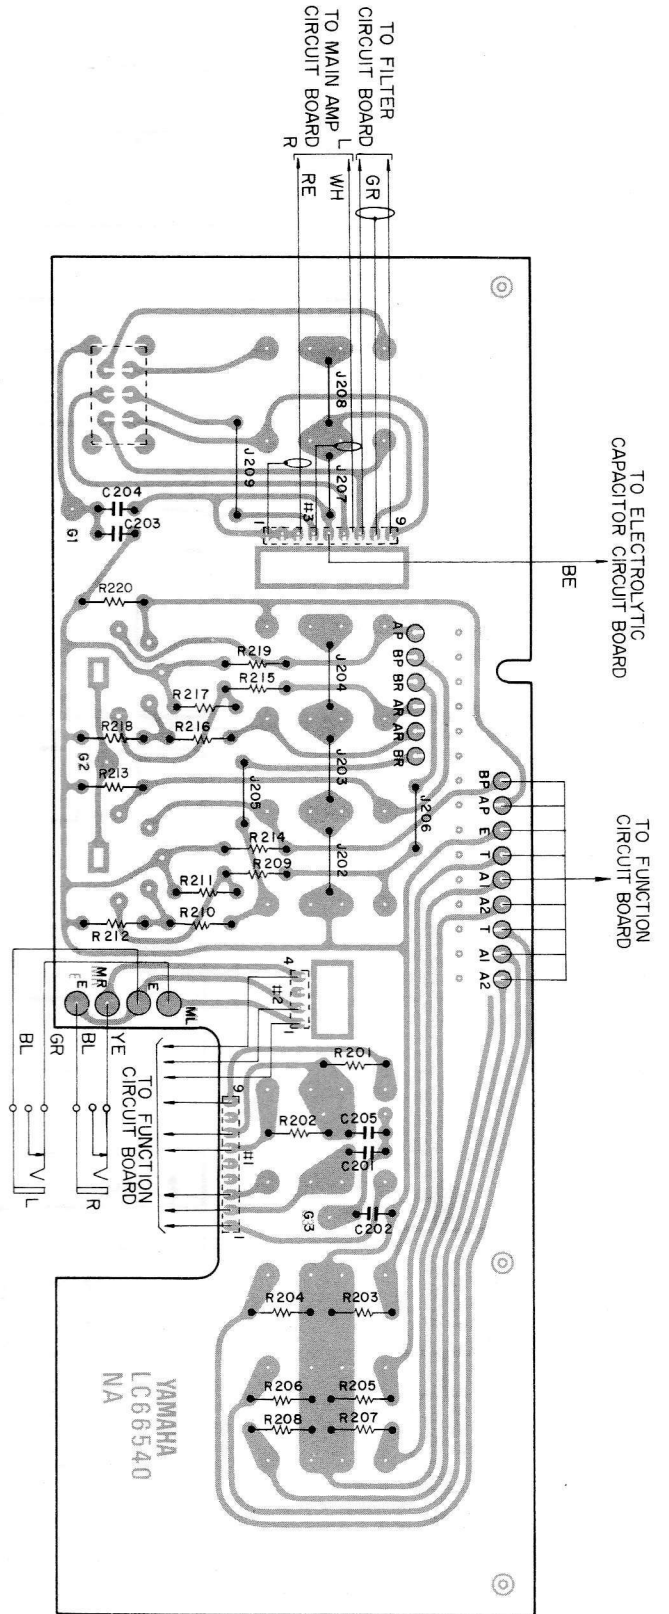 TO FILTER
CIRCUIT BOARD
TO MAIN AMP
CIRCUIT BOARD
L
R
GR
WH
RE
TO ELECTROLYTIC
CAPACITOR CIRCUIT BOARD
BE
TO FUNCTION
CIRCUIT BOARD
J208
J207
J209
C204
C203
G1
#3
1
9
R220
R219
R215
R217
R218
R216
G2
R213
J204
J203
J205
J206
J202
AP
BP
BR
AR
AR
BR
BP
AP
E
T
A1
A2
T
A1
A2
R214
R209
R211
R210
R212
4
#2
1
E
MR
E
ML
BL
GR
BL
YE
V
L
V
R
TO FUNCTION
CIRCUIT BOARD
9
#1
1
R201
R202
C205
C201
G3
C202
R204
R203
R206
R205
R208
R207
YAMAHA
LC66540
NA